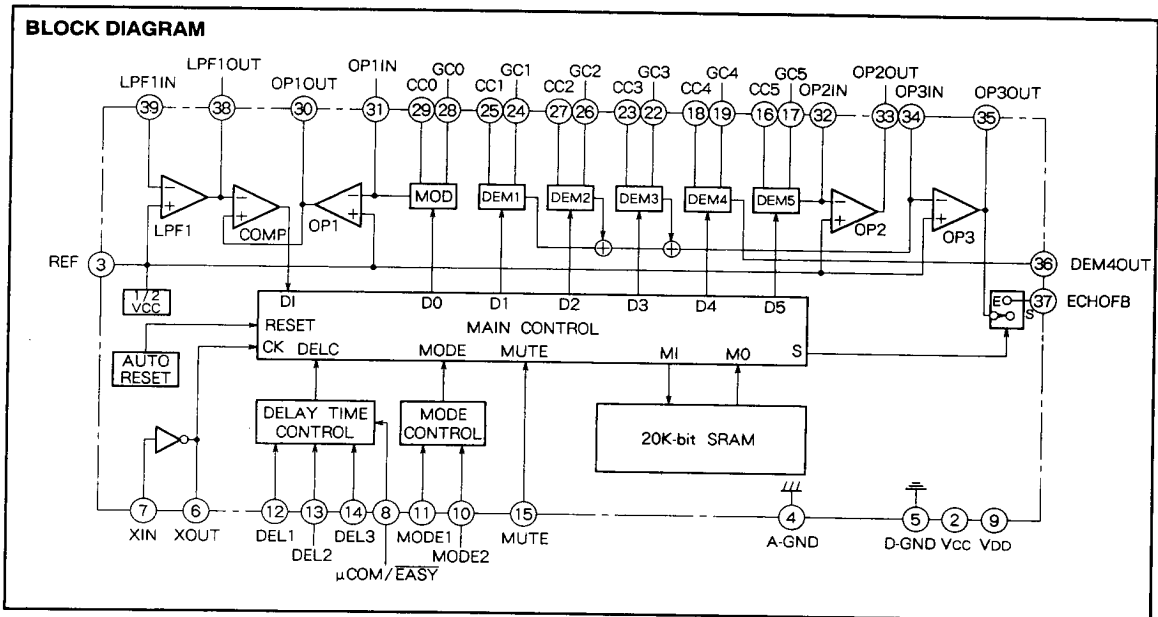 BLOCK DIAGRAM
LPF1IN LPF1OUT OP1OUT OP1IN CC0 GC0 CC1 GC1 CC2 GC2 CC3 GC3 CC4 GC4 CC5 GC5 OP2IN OP2OUT OP3IN OP3OUT
39 38 30 31 29 28 25 24 27 26 23 22 18 19 16 17 32 33 34 35
− + LPF1
− + COMP
+ OP1
MOD DEM1 DEM2 DEM3 DEM4 DEM5
− + OP2
− + OP3
+ +
REF 3
36 DEM4OUT
1/2 VCC
37 ECHOFB
E S
DI D0 D1 D2 D3 D4 D5
MAIN CONTROL
RESET
CK DELC MODE MUTE MI MO S
AUTO RESET
DELAY TIME CONTROL
MODE CONTROL
20K-bit SRAM
7 6 12 13 14 8 11 10 15 4 5 2 9
XIN XOUT DEL1 DEL2 DEL3 μCOM/EASY MODE1 MODE2 MUTE A-GND D-GND VCC VDD